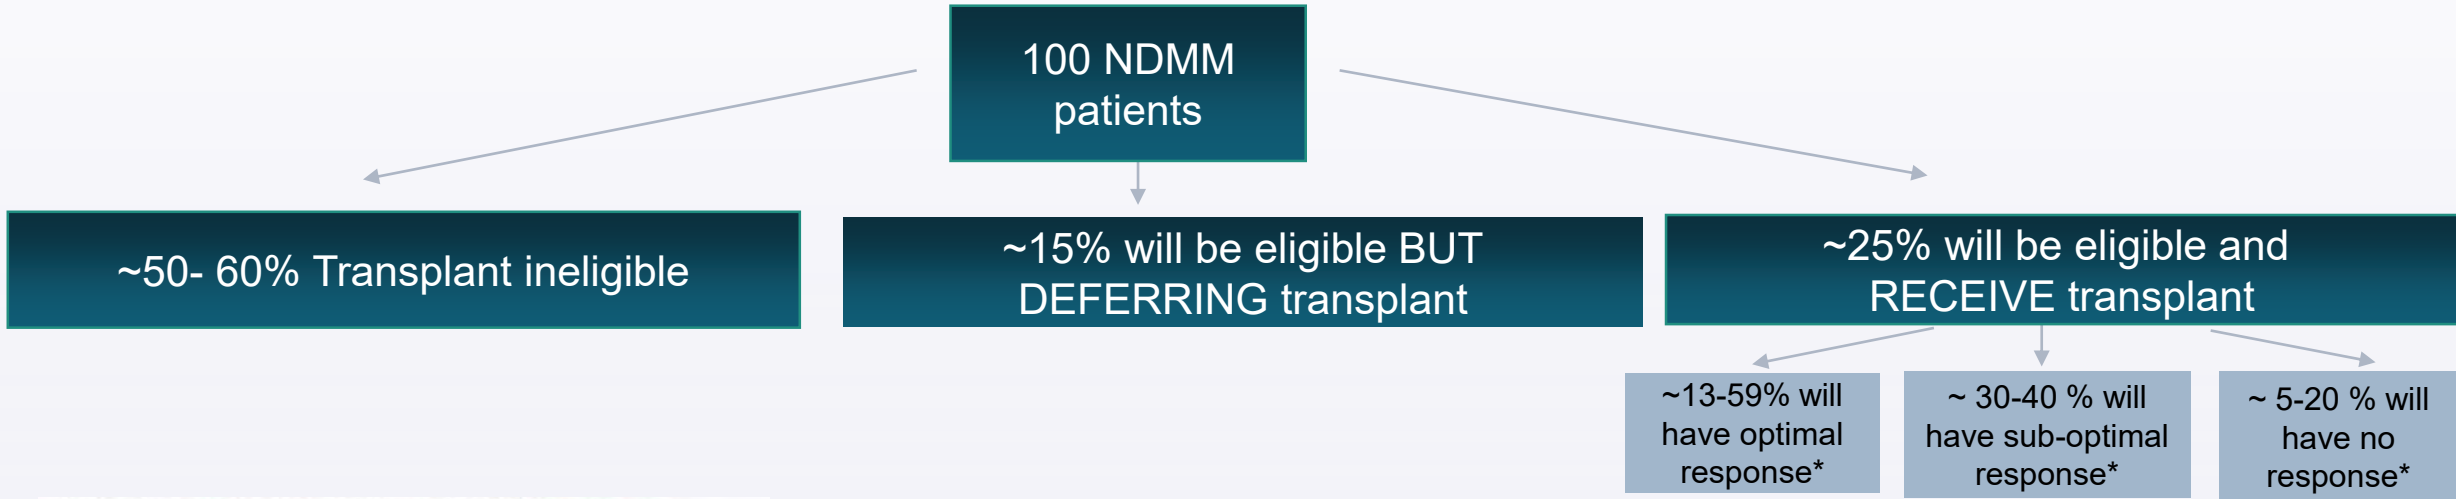 100 NDMM
patients
~50- 60% Transplant ineligible
~15% will be eligible BUT
DEFERRING transplant
~25% will be eligible and
RECEIVE transplant
~13-59% will
have optimal
response*
~ 30-40 % will
have sub-optimal
response*
~ 5-20 % will
have no
response*